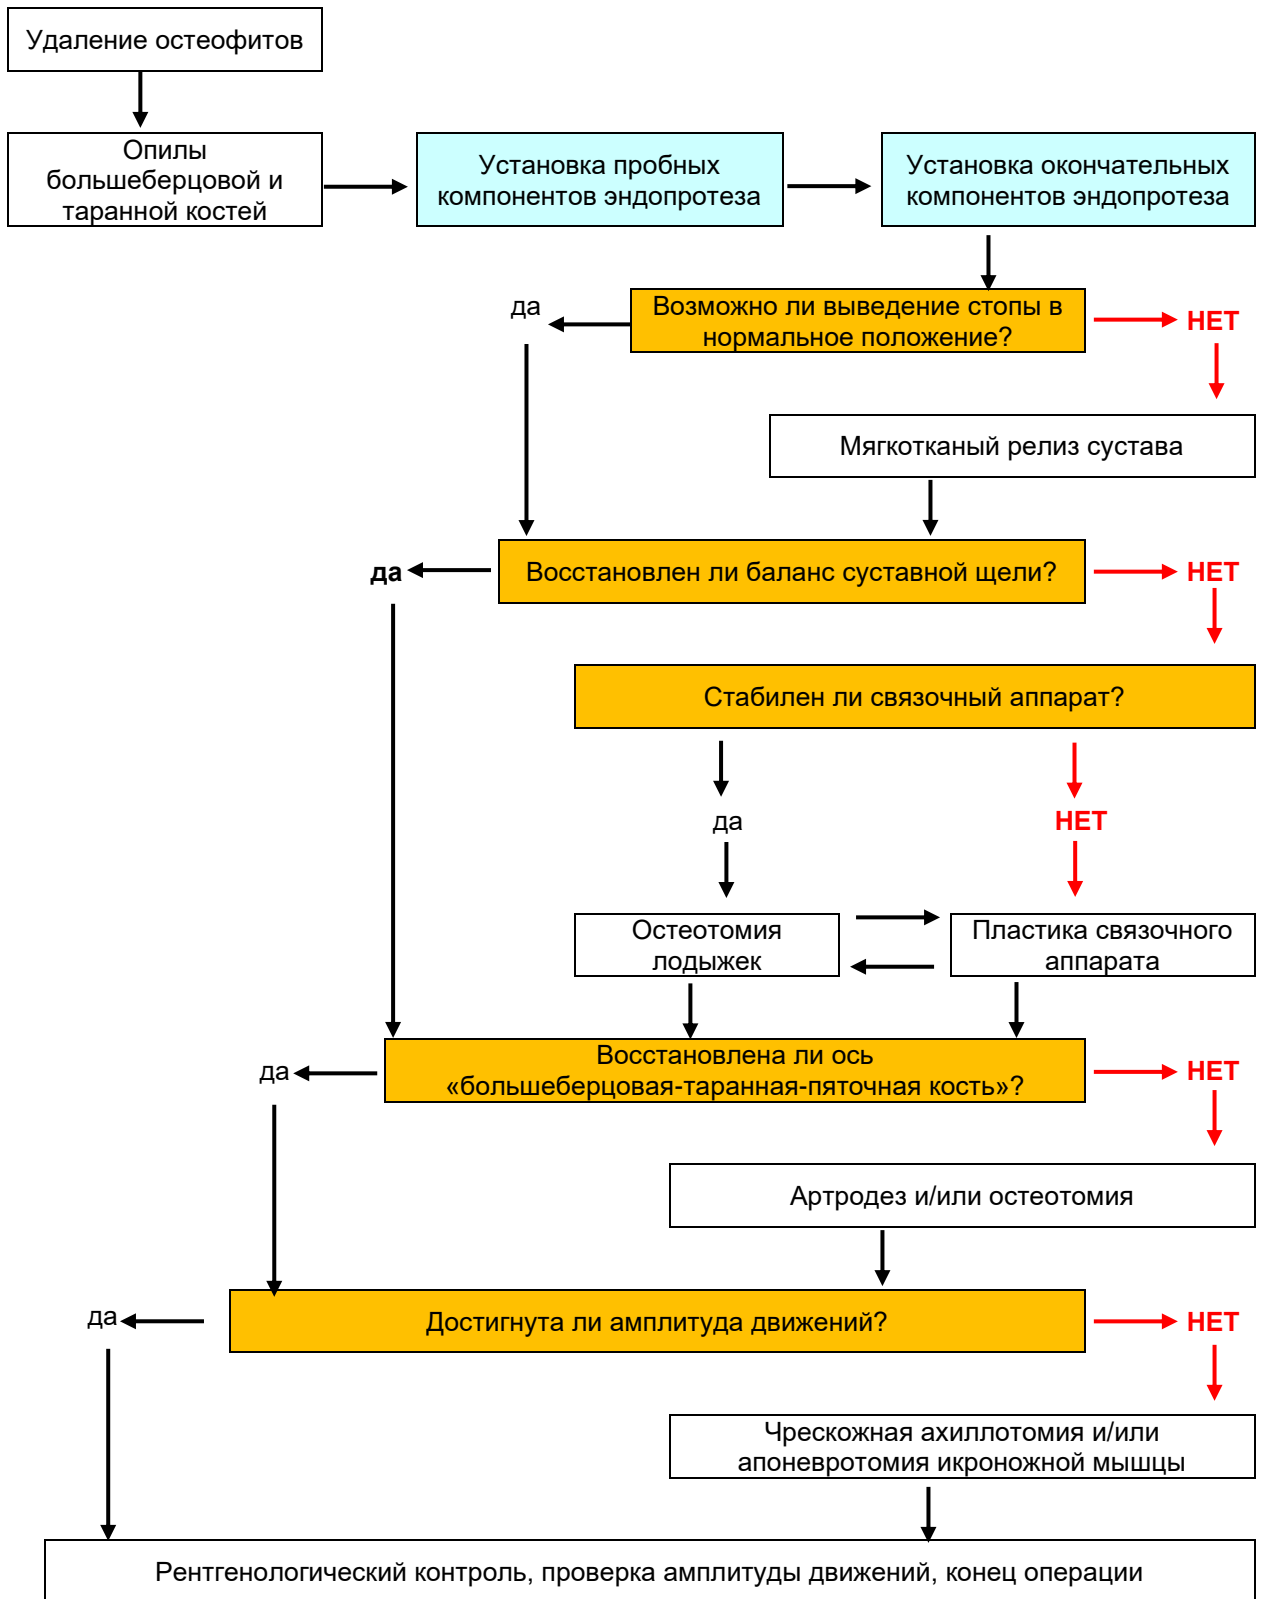 Удаление остеофитов
Опилы
большеберцовой и
таранной костей
Установка пробных
компонентов эндопротеза
Установка окончательных
компонентов эндопротеза
да
Возможно ли выведение стопы в
нормальное положение?
НЕТ
Мягкотканый релиз сустава
да
Восстановлен ли баланс суставной щели?
НЕТ
Стабилен ли связочный аппарат?
да
НЕТ
Остеотомия
лодыжек
Пластика связочного
аппарата
да
Восстановлена ли ось
«большеберцовая-таранная-пяточная кость»?
НЕТ
Артродез и/или остеотомия
да
Достигнута ли амплитуда движений?
НЕТ
Чрескожная ахиллотомия и/или
апоневротомия икроножной мышцы
Рентгенологический контроль, проверка амплитуды движений, конец операции